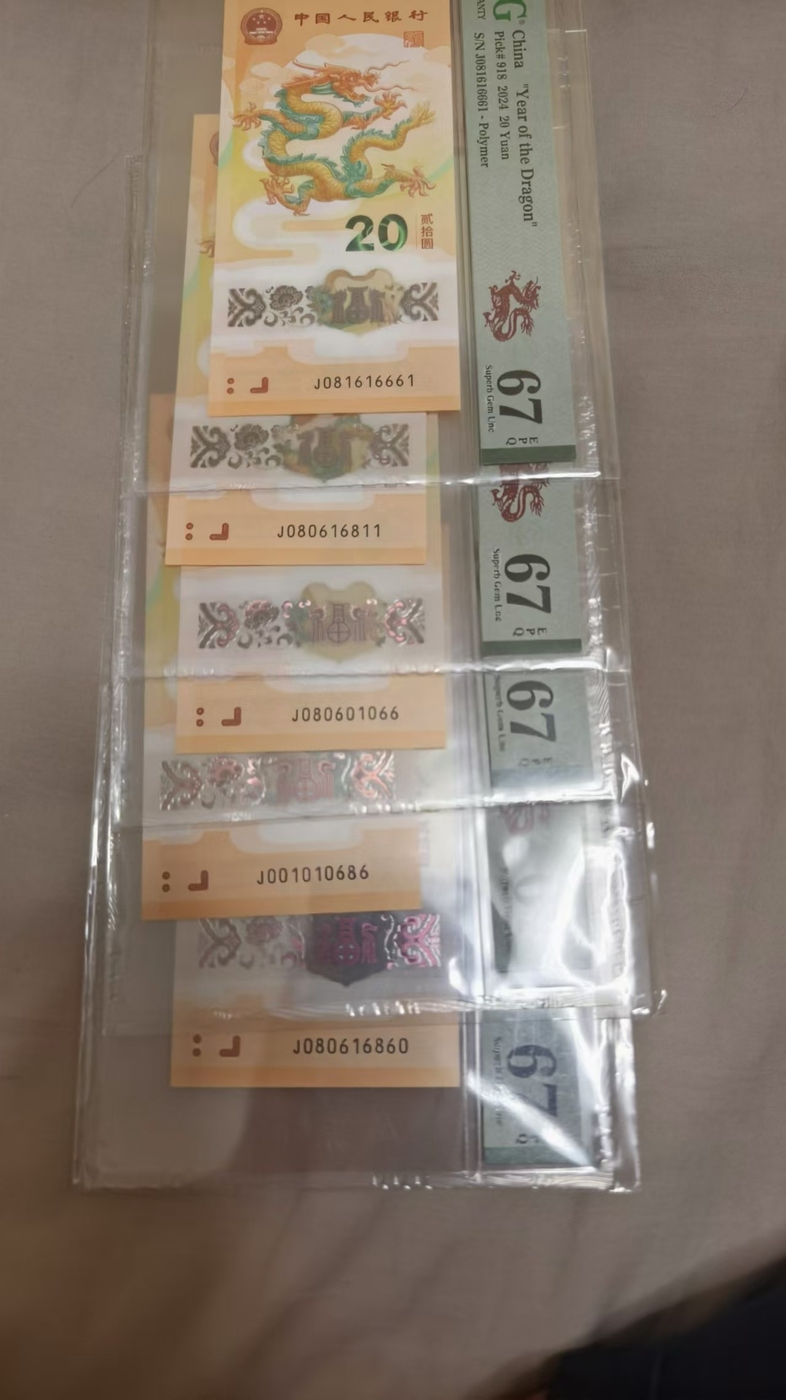 中国人民银行
20
贰拾圆
J081616661
G
China "Year of the Dragon"
Pick# 918 2024 20 Yuan
S/N J081616661 - Polymer
67 EPQ
Superb Gem Unc
J080616811
67 EPQ
Superb Gem Unc
J080601066
67 EPQ
Superb Gem Unc
J001010686
J080616860
67